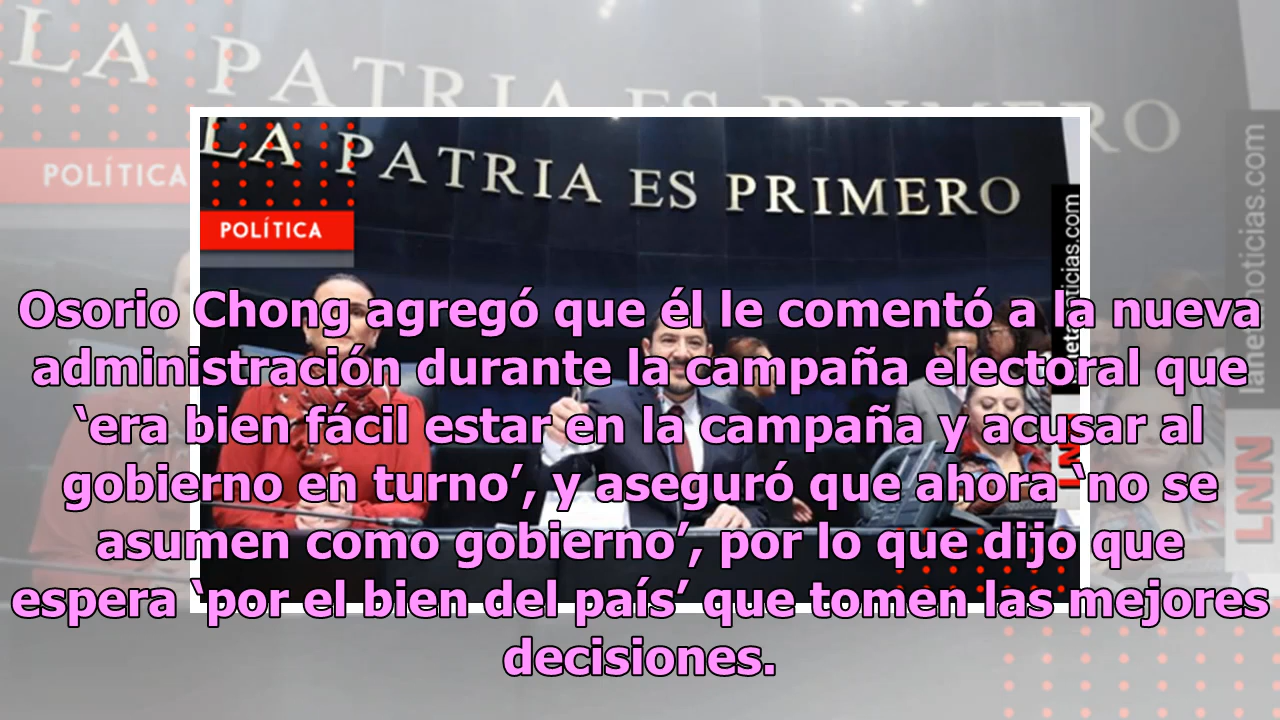 LA PATRIA ES PRIMERO
LA PATRIA ES PRIMERO
POLÍTICA
POLÍTICA
lanetanoticias.com
LNN
Osorio Chong agregó que él le comentó a la nueva
administración durante la campaña electoral que
‘era bien fácil estar en la campaña y acusar al
gobierno en turno’, y aseguró que ahora ‘no se
asumen como gobierno’, por lo que dijo que
espera ‘por el bien del país’ que tomen las mejores
decisiones.